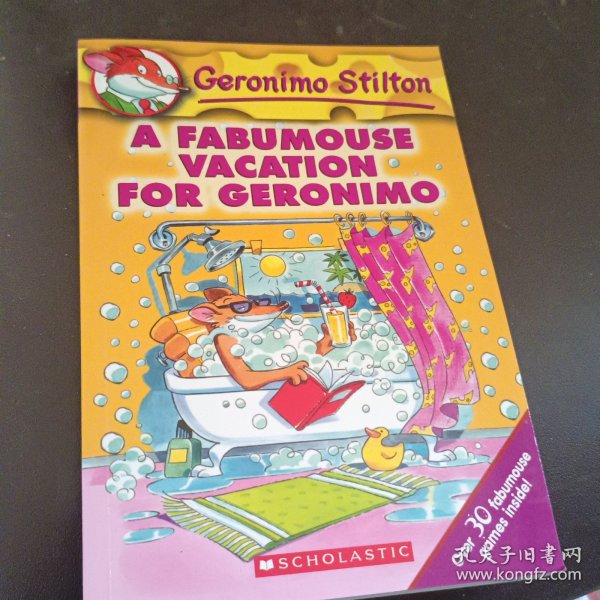 Geronimo Stilton
A FABUMOUSE
VACATION
FOR GERONIMO
over 30 fabumouse
games inside!
SCHOLASTIC
孔夫子旧书网
www.kongfz.com